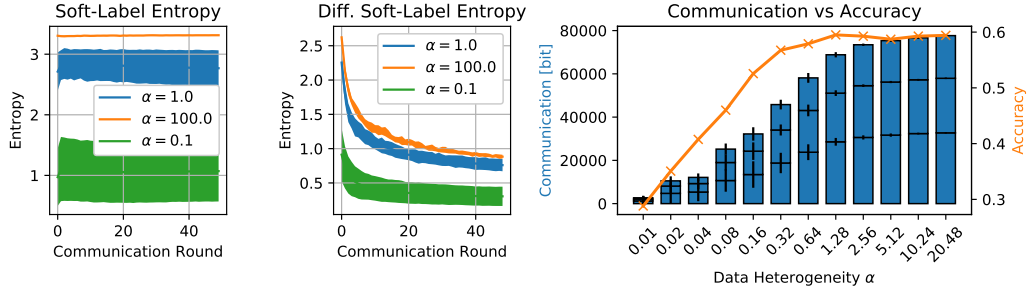 Soft-Label Entropy
Entropy
3
2
1
α = 1.0
α = 100.0
α = 0.1
0
20
40
Communication Round
Diff. Soft-Label Entropy
Entropy
2.5
2.0
1.5
1.0
0.5
α = 1.0
α = 100.0
α = 0.1
0
20
40
Communication Round
Communication vs Accuracy
Communication [bit]
80000
60000
40000
20000
0
0.6
0.5
0.4
0.3
Accuracy
0.01
0.02
0.04
0.08
0.16
0.32
0.64
1.28
2.56
5.12
10.24
20.48
Data Heterogeneity α